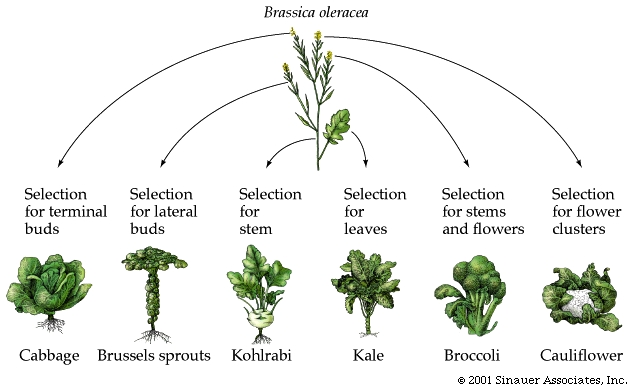 Brassica oleracea
Selection
for terminal
buds
Selection
for lateral
buds
Selection
for
stem
Selection
for
leaves
Selection
for stems
and flowers
Selection
for flower
clusters
Cabbage
Brussels sprouts
Kohlrabi
Kale
Broccoli
Cauliflower
© 2001 Sinauer Associates, Inc.